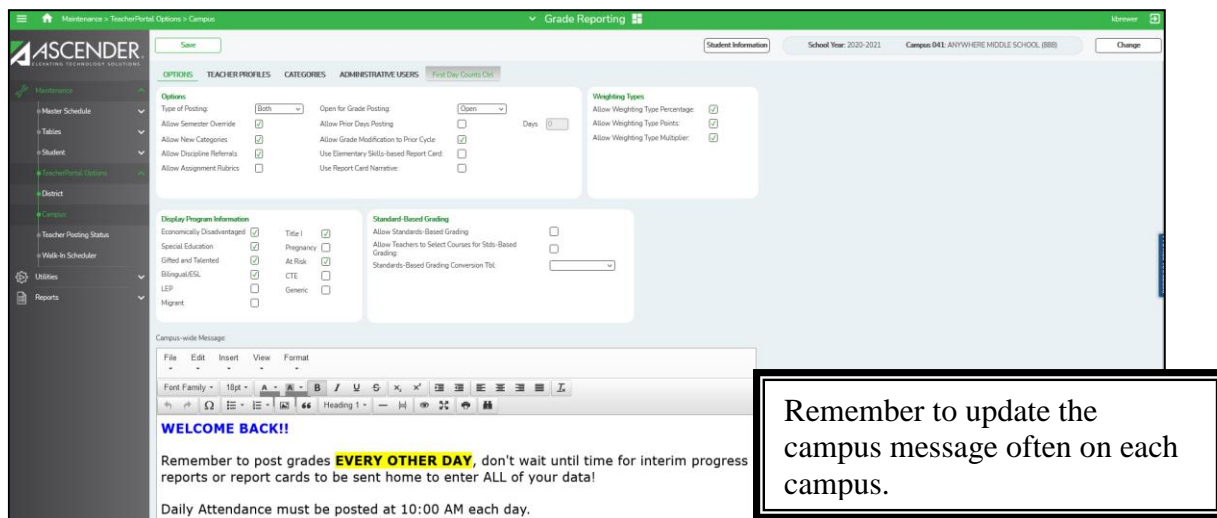 Maintenance > TeacherPortal Options > Campus
Grade Reporting
kbrewer
ASCENDER.
ELEVATING TECHNOLOGY SOLUTIONS
Save
Student Information
School Year: 2020-2021
Campus 041: ANYWHERE MIDDLE SCHOOL (888)
Change
OPTIONS TEACHER PROFILES CATEGORIES ADMINISTRATIVE USERS First Day Counts Ctrl
Maintenance
Master Schedule
Tables
Student
TeacherPortal Options
District
Campus
Teacher Posting Status
Walk-In Scheduler
Utilities
Reports
Options
Type of Posting: Both Open for Grade Posting: Open
Allow Semester Override Allow Prior Days Posting Days 0
Allow New Categories Allow Grade Modification to Prior Cycle
Allow Discipline Referrals Use Elementary Skills-based Report Card:
Allow Assignment Rubrics Use Report Card Narrative:
Weighting Types
Allow Weighting Type Percentage:
Allow Weighting Type Points:
Allow Weighting Type Multiplier:
Display Program Information
Economically Disadvantaged Title I
Special Education Pregnancy
Gifted and Talented At Risk
Bilingual/ESL CTE
LEP Generic
Migrant
Standard-Based Grading
Allow Standards-Based Grading
Allow Teachers to Select Courses for Stds-Based
Grading:
Standards-Based Grading Conversion Tbl:
Campus-wide Message:
File Edit Insert View Format
Font Family 18pt A A B I U S x, x²
Ω Heading 1
WELCOME BACK!!
Remember to post grades EVERY OTHER DAY, don't wait until time for interim progress
reports or report cards to be sent home to enter ALL of your data!
Daily Attendance must be posted at 10:00 AM each day.
Remember to update the
campus message often on each
campus.